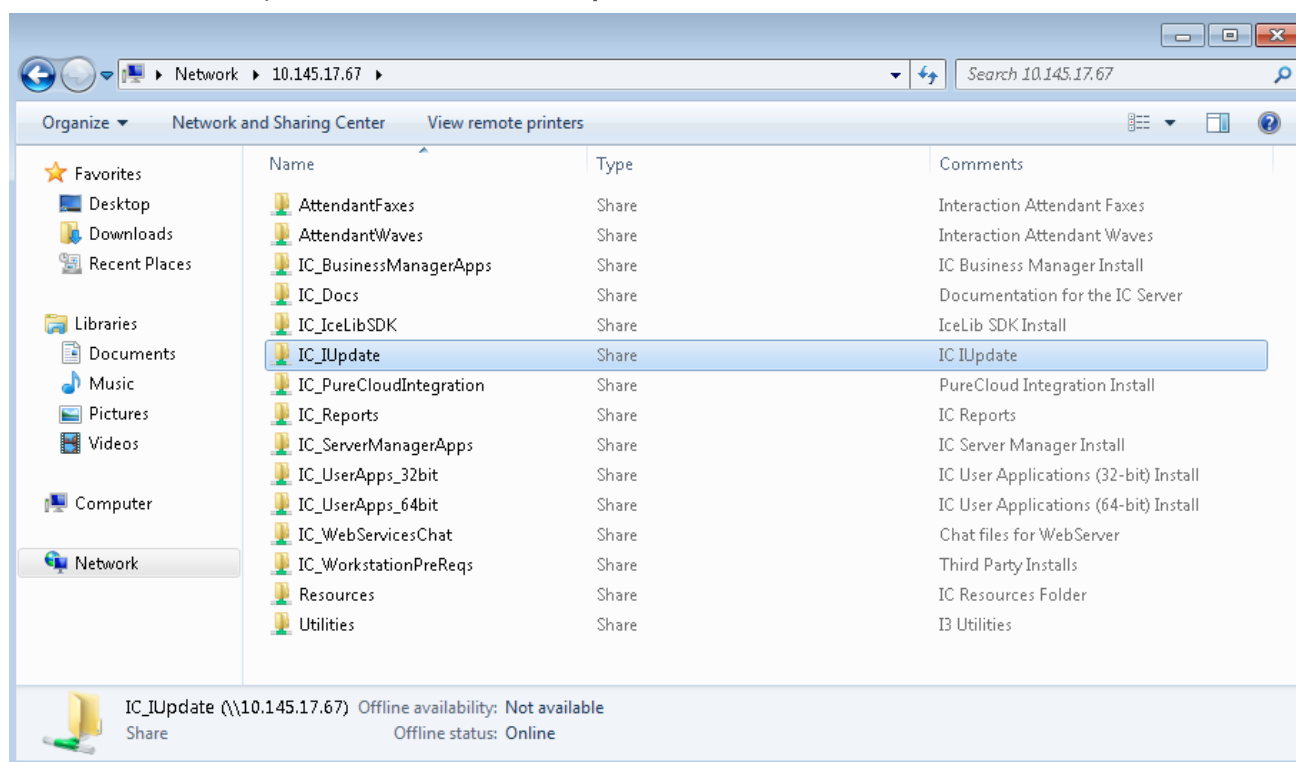 Network ▸ 10.145.17.67 ▸
Search 10.145.17.67
Organize Network and Sharing Center View remote printers
Favorites
Desktop
Downloads
Recent Places
Libraries
Documents
Music
Pictures
Videos
Computer
Network
Name Type Comments
AttendantFaxes Share Interaction Attendant Faxes
AttendantWaves Share Interaction Attendant Waves
IC_BusinessManagerApps Share IC Business Manager Install
IC_Docs Share Documentation for the IC Server
IC_IceLibSDK Share IceLib SDK Install
IC_IUpdate Share IC IUpdate
IC_PureCloudIntegration Share PureCloud Integration Install
IC_Reports Share IC Reports
IC_ServerManagerApps Share IC Server Manager Install
IC_UserApps_32bit Share IC User Applications (32-bit) Install
IC_UserApps_64bit Share IC User Applications (64-bit) Install
IC_WebServicesChat Share Chat files for WebServer
IC_WorkstationPreReqs Share Third Party Installs
Resources Share IC Resources Folder
Utilities Share I3 Utilities
IC_IUpdate (\\10.145.17.67) Offline availability: Not available
Share Offline status: Online